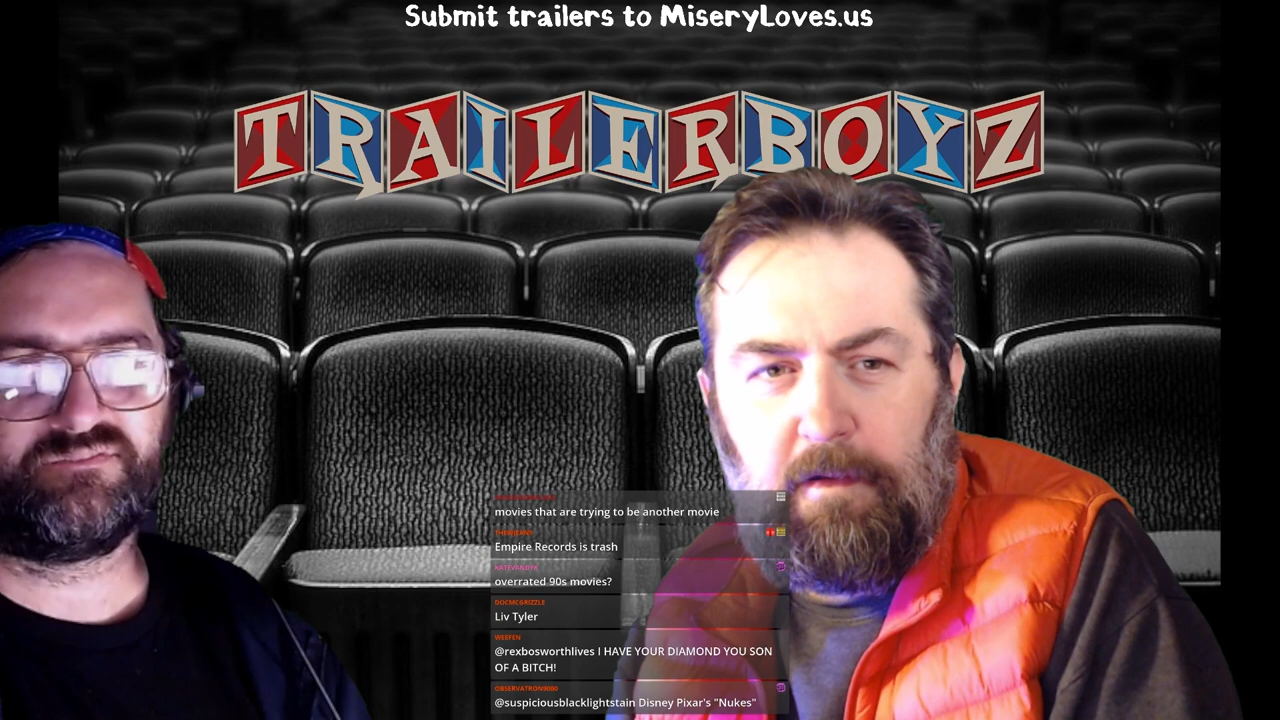 Submit trailers to MiseryLoves.us
TRAILERBOYZ
movies that are trying to be another movie
Empire Records is trash
KATEVANDYK
overrated 90s movies?
DOCMCGRIZZLE
Liv Tyler
WEEFEN
@rexbosworthlives I HAVE YOUR DIAMOND YOU SON
OF A BITCH!
OBSERVATRON9000
@suspiciousblacklightstain Disney Pixar's "Nukes"